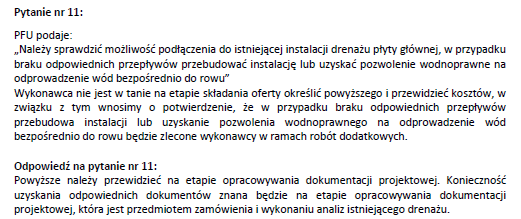 Pytanie nr 11:
PFU podaje:
„Należy sprawdzić możliwość podłączenia do istniejącej instalacji drenażu płyty głównej, w przypadku
braku odpowiednich przepływów przebudować instalację lub uzyskać pozwolenie wodnoprawne na
odprowadzenie wód bezpośrednio do rowu”
Wykonawca nie jest w tanie na etapie składania oferty określić powyższego i przewidzieć kosztów, w
związku z tym wnosimy o potwierdzenie, że w przypadku braku odpowiednich przepływów
przebudowa instalacji lub uzyskanie pozwolenia wodnoprawnego na odprowadzenie wód
bezpośrednio do rowu będzie zlecone wykonawcy w ramach robót dodatkowych.
Odpowiedź na pytanie nr 11:
Powyższe należy przewidzieć na etapie opracowywania dokumentacji projektowej. Konieczność
uzyskania odpowiednich dokumentów znana będzie na etapie opracowywania dokumentacji
projektowej, która jest przedmiotem zamówienia i wykonaniu analiz istniejącego drenażu.